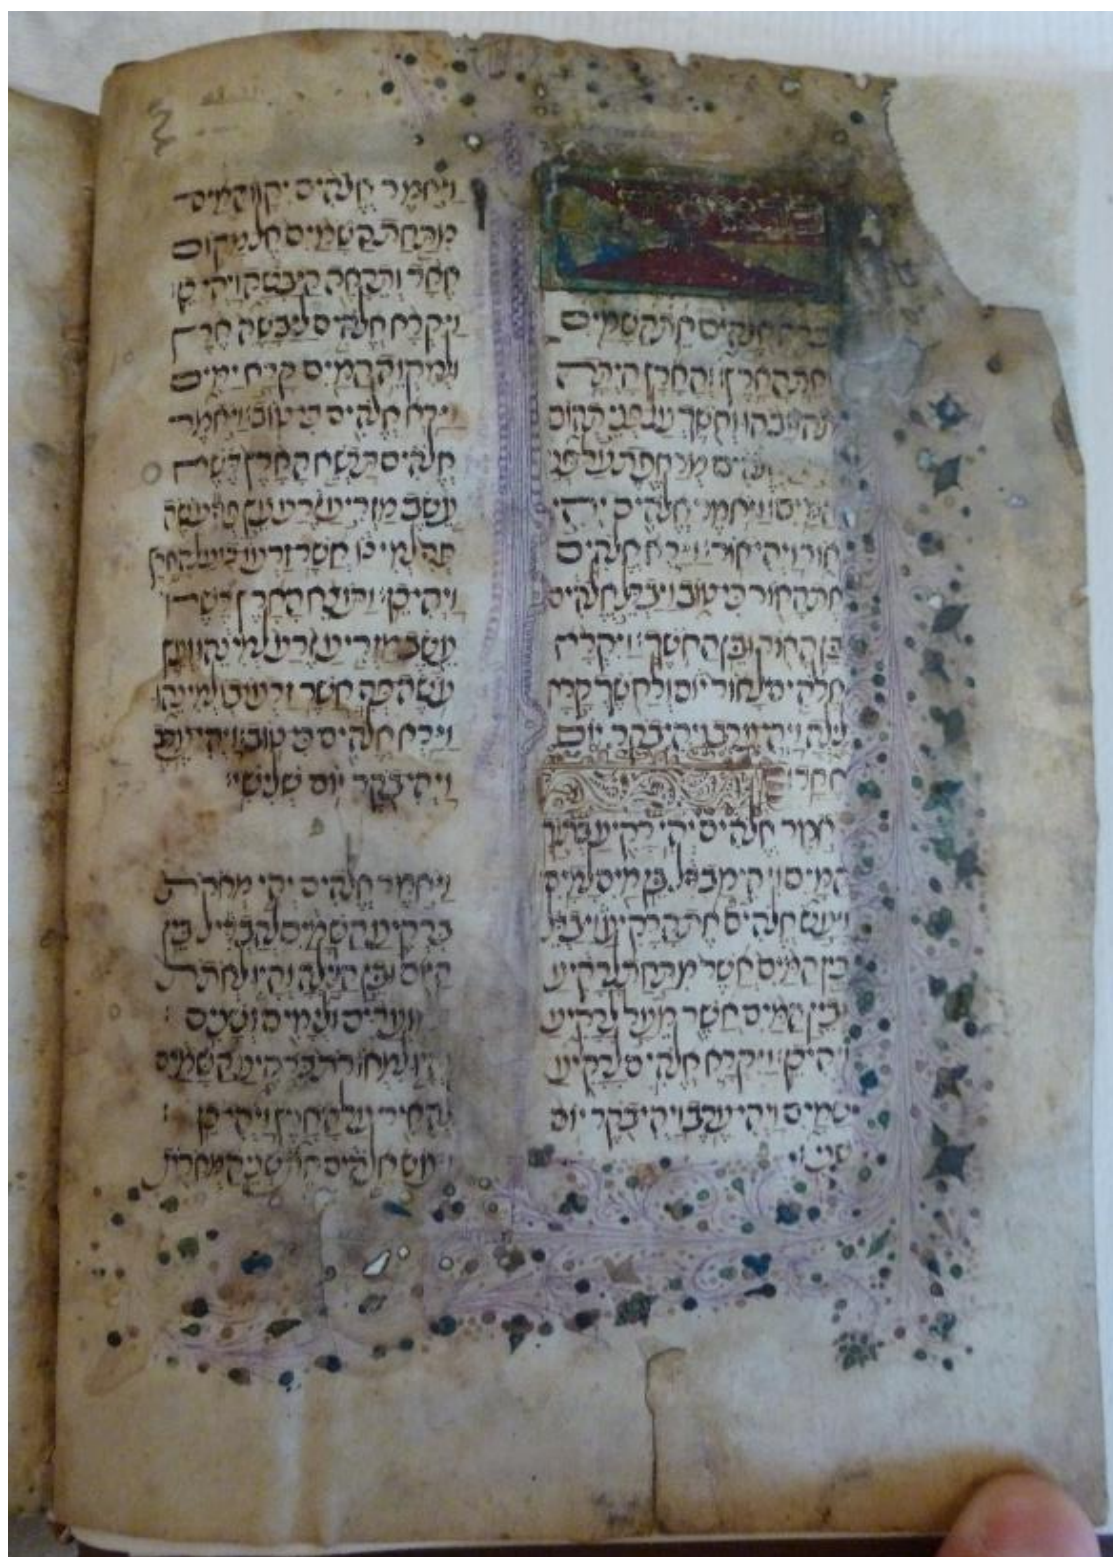 ברא אלהים את השמים
ואת הארץ והארץ היתה
תהו ובהו וחשך על פני תהום
אלהים מרחפת על פני
המים ויאמר אלהים יהי
אור ויהי אור׃ וירא אלהים
את האור כי טוב ויבדל אלהים
בין האור ובין החשך׃ ויקרא
אלהים לאור יום ולחשך קרא
לילה ויהי ערב ויהי בקר יום
אחד׃
אמר אלהים יהי רקיע בתוך
המים ויהי מבדיל בין מים למים
ויעש אלהים את הרקיע ויבדל
בין המים אשר מתחת לרקיע
ובין המים אשר מעל לרקיע
ויהי כן׃ ויקרא אלהים לרקיע
שמים ויהי ערב ויהי בקר יום
שני׃
ויאמר אלהים יקוו המים
מתחת השמים אל מקום
אחד ותראה היבשה ויהי כן׃
ויקרא אלהים ליבשה ארץ
ולמקוה המים קרא ימים
וירא אלהים כי טוב׃ ויאמר
אלהים תדשא הארץ דשא
עשב מזריע זרע עץ פרי עשה
פרי למינו אשר זרעו בו על הארץ
ויהי כן׃ ותוצא הארץ דשא
עשב מזריע זרע למינהו ועץ
עשה פרי אשר זרעו בו למינהו
וירא אלהים כי טוב׃ ויהי ערב
ויהי בקר יום שלישי׃
ויאמר אלהים יהי מארת
ברקיע השמים להבדיל בין
היום ובין הלילה והיו לאתת
ולמועדים ולימים ושנים׃
והיו למאורת ברקיע השמים
להאיר על הארץ ויהי כן׃
ויעש אלהים את שני המארת